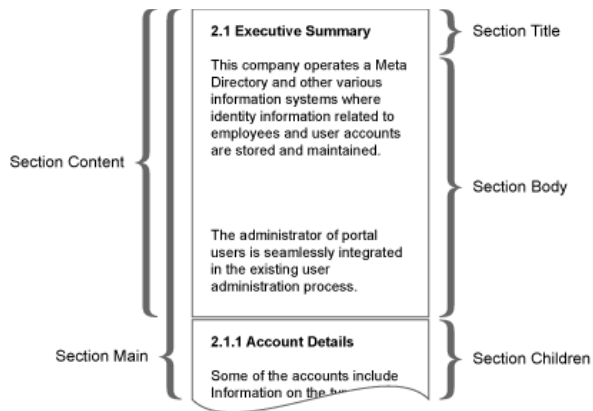 2.1 Executive Summary
Section Title
This company operates a Meta
Directory and other various
information systems where
identity information related to
employees and user accounts
are stored and maintained.
Section Content
Section Body
The administrator of portal
users is seamlessly integrated
in the existing user
administration process.
2.1.1 Account Details
Section Main
Section Children
Some of the accounts include
Information on the